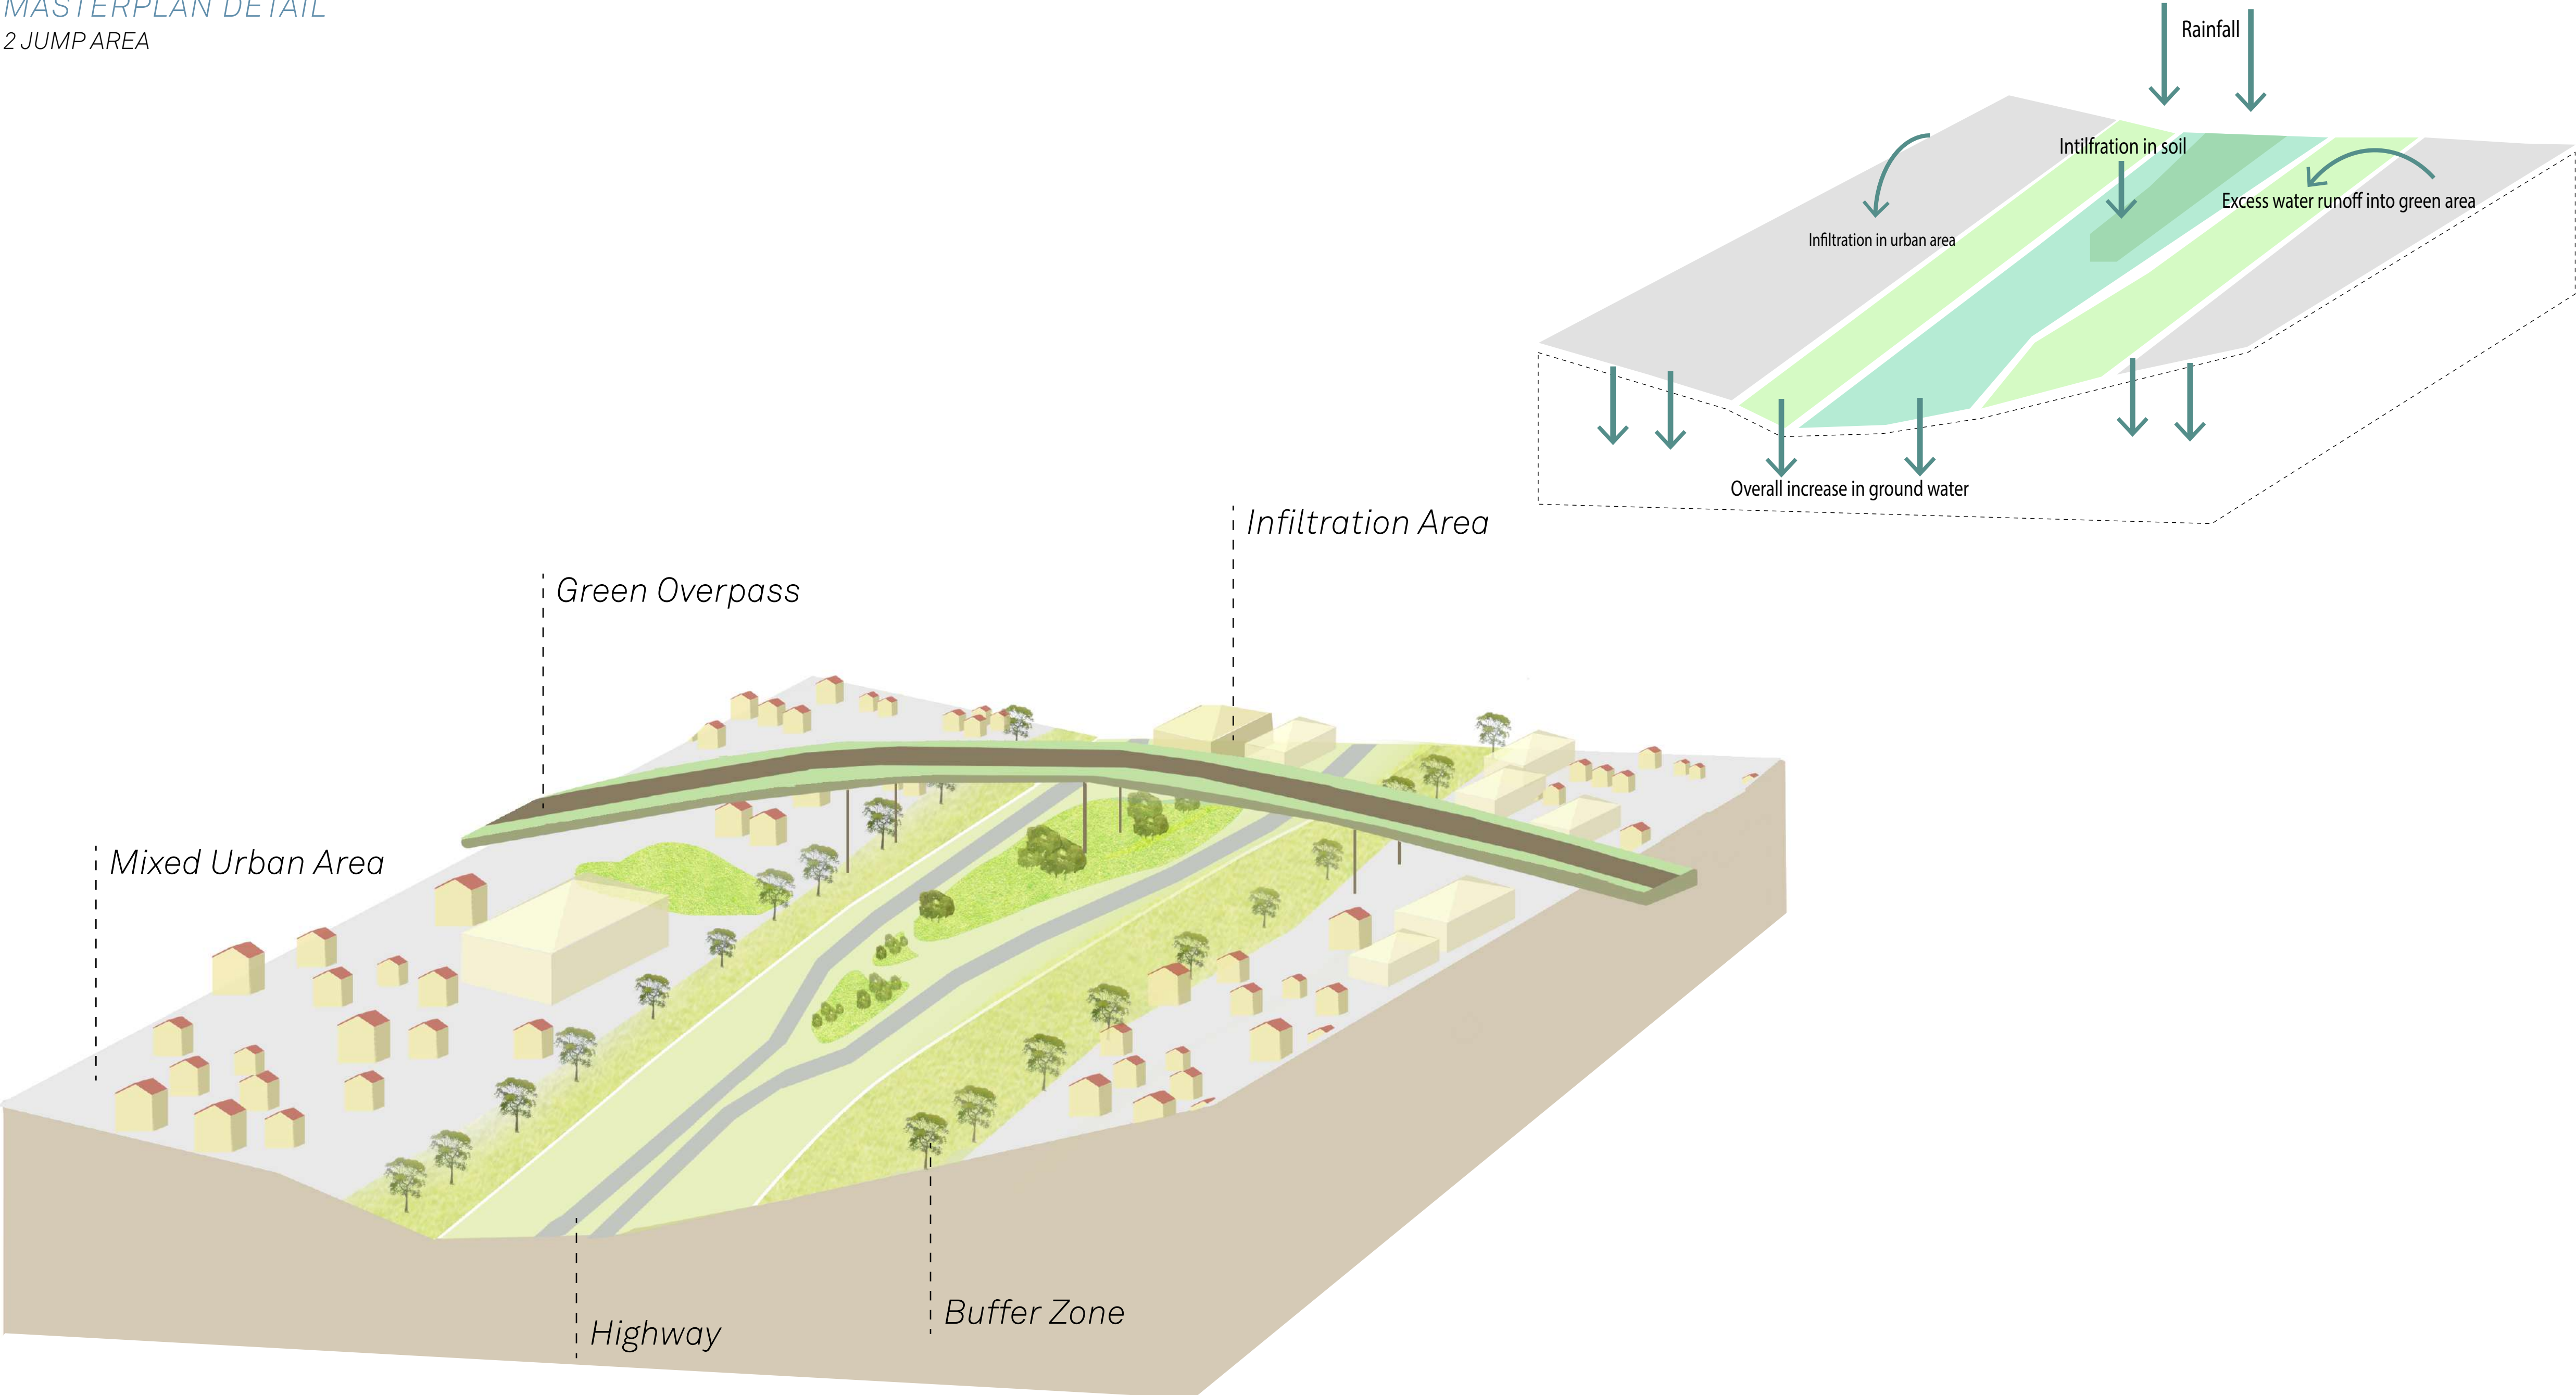 MASTERPLAN DETAIL
2 JUMP AREA
Rainfall
Intilfration in soil
Excess water runoff into green area
Infiltration in urban area
Overall increase in ground water
Infiltration Area
Green Overpass
Mixed Urban Area
Buffer Zone
Highway